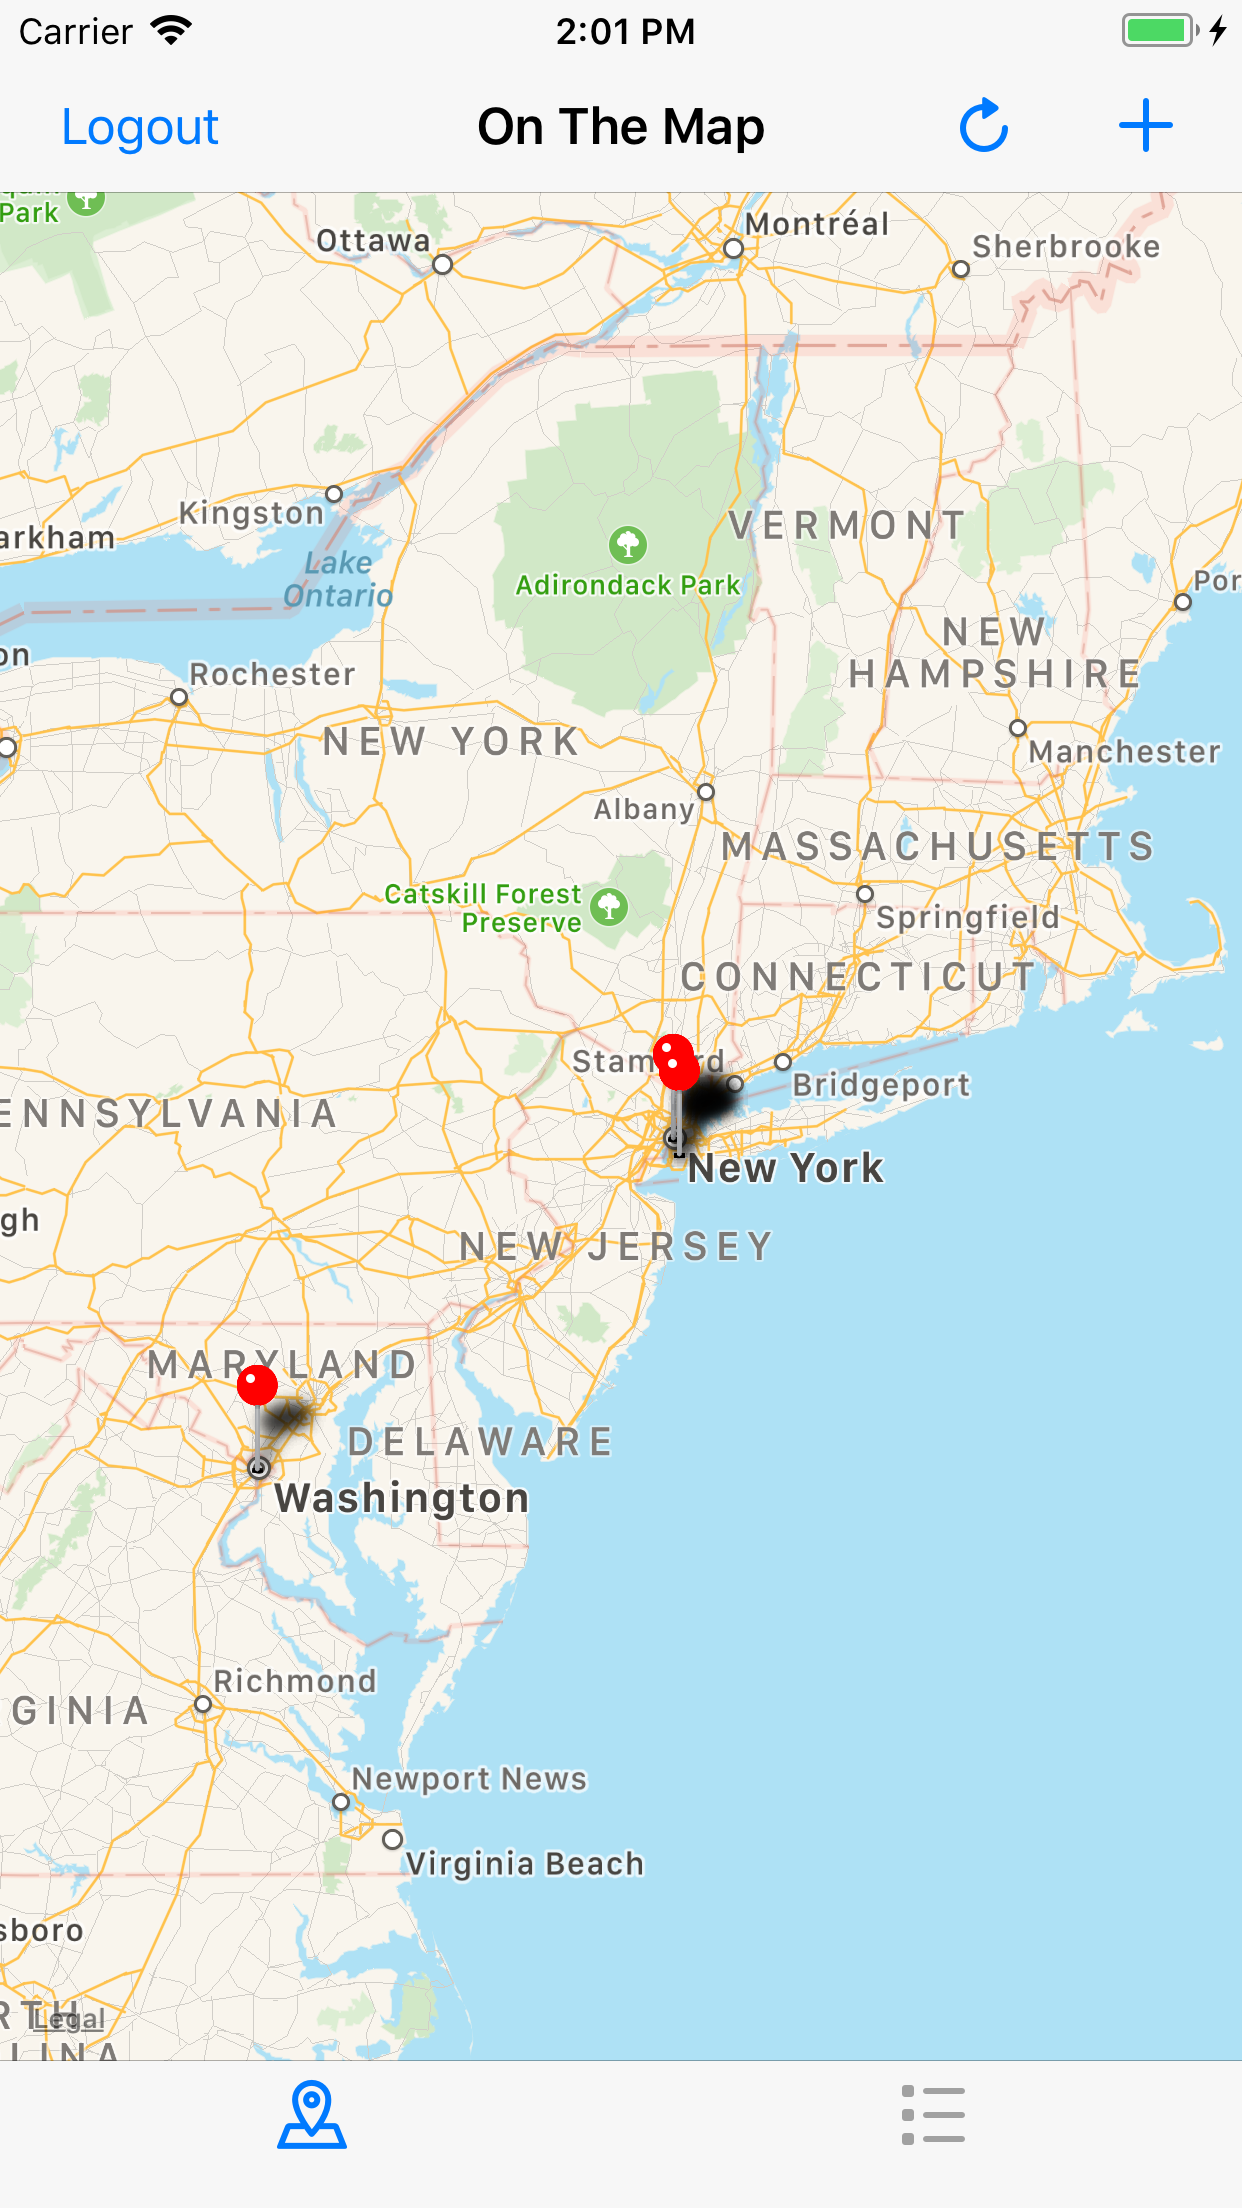 Carrier
2:01 PM
Logout
On The Map
Park
Ottawa
Montréal
Sherbrooke
Kingston
arkham
Lake
Ontario
Adirondack Park
VERMONT
Por
NEW
HAMPSHIRE
on
Rochester
NEW YORK
Manchester
Albany
MASSACHUSETTS
Catskill Forest
Preserve
Springfield
CONNECTICUT
Stam rd
Bridgeport
ENNSYLVANIA
New York
gh
NEW JERSEY
MARYLAND
DELAWARE
Washington
Richmond
GINIA
Newport News
Virginia Beach
sboro
RTH
Legal
LINA